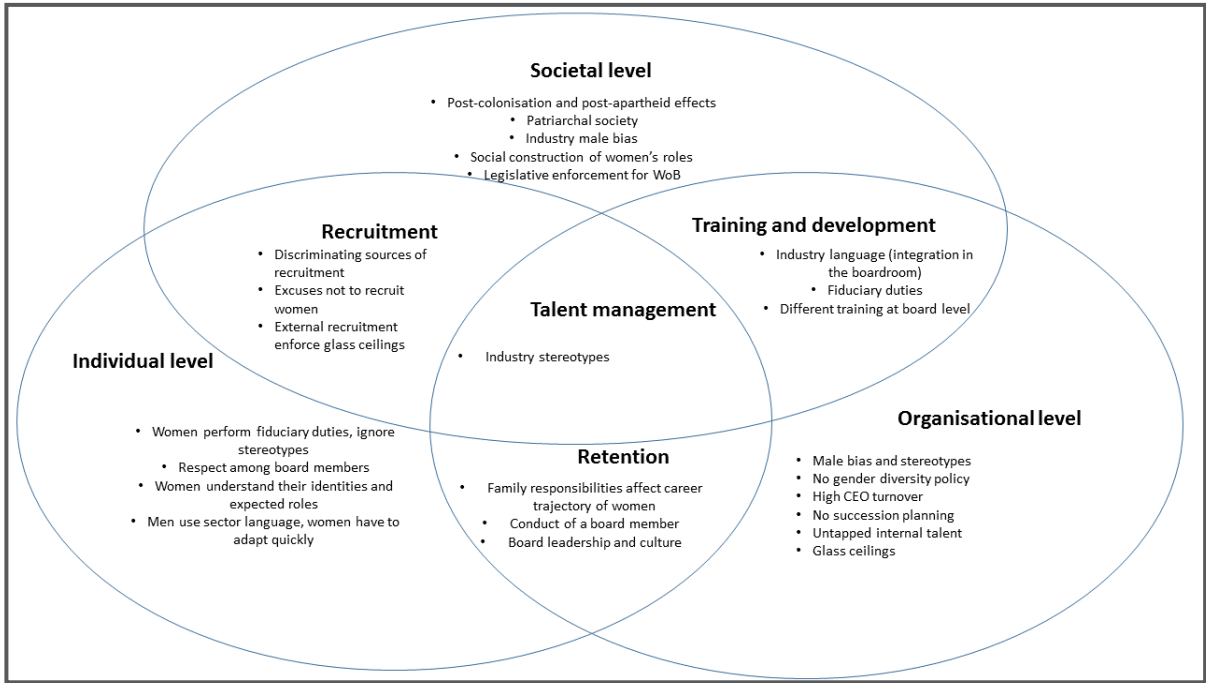 Societal level
• Post-colonisation and post-apartheid effects
• Patriarchal society
• Industry male bias
• Social construction of women's roles
• Legislative enforcement for WoB
Recruitment
• Discriminating sources of
recruitment
• Excuses not to recruit
women
• External recruitment
enforce glass ceilings
Training and development
• Industry language (integration in
the boardroom)
• Fiduciary duties
• Different training at board level
Talent management
• Industry stereotypes
Individual level
• Women perform fiduciary duties, ignore
stereotypes
• Respect among board members
• Women understand their identities and
expected roles
• Men use sector language, women have to
adapt quickly
Retention
• Family responsibilities affect career
trajectory of women
• Conduct of a board member
• Board leadership and culture
Organisational level
• Male bias and stereotypes
• No gender diversity policy
• High CEO turnover
• No succession planning
• Untapped internal talent
• Glass ceilings